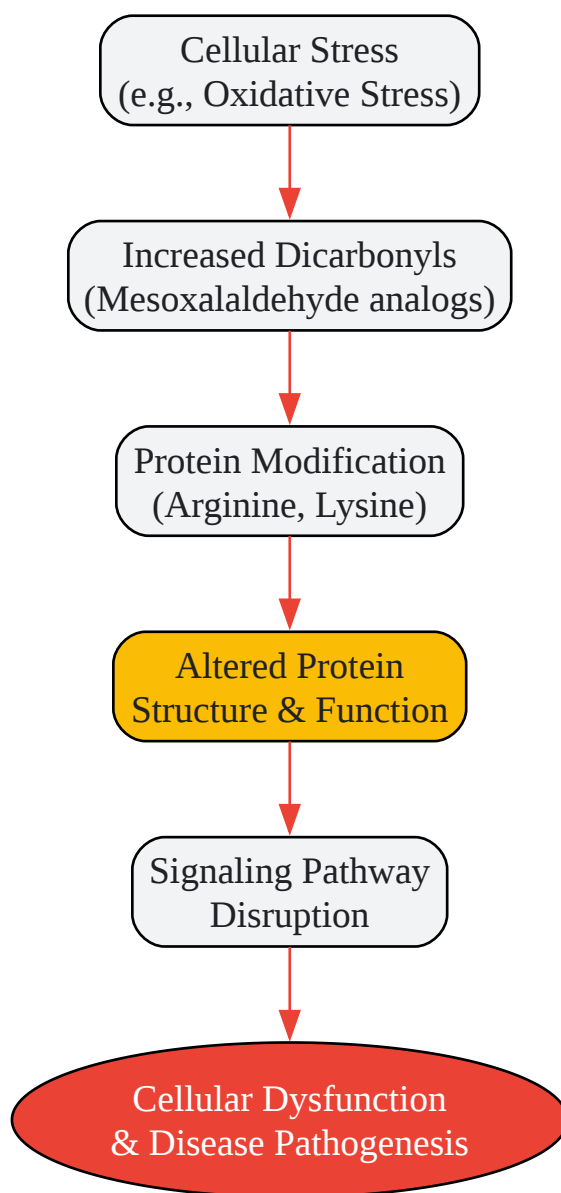 Cellular Stress
(e.g., Oxidative Stress)
Increased Dicarbonyls
(Mesoxalaldehyde analogs)
Protein Modification
(Arginine, Lysine)
Altered Protein
Structure & Function
Signaling Pathway
Disruption
Cellular Dysfunction
& Disease Pathogenesis